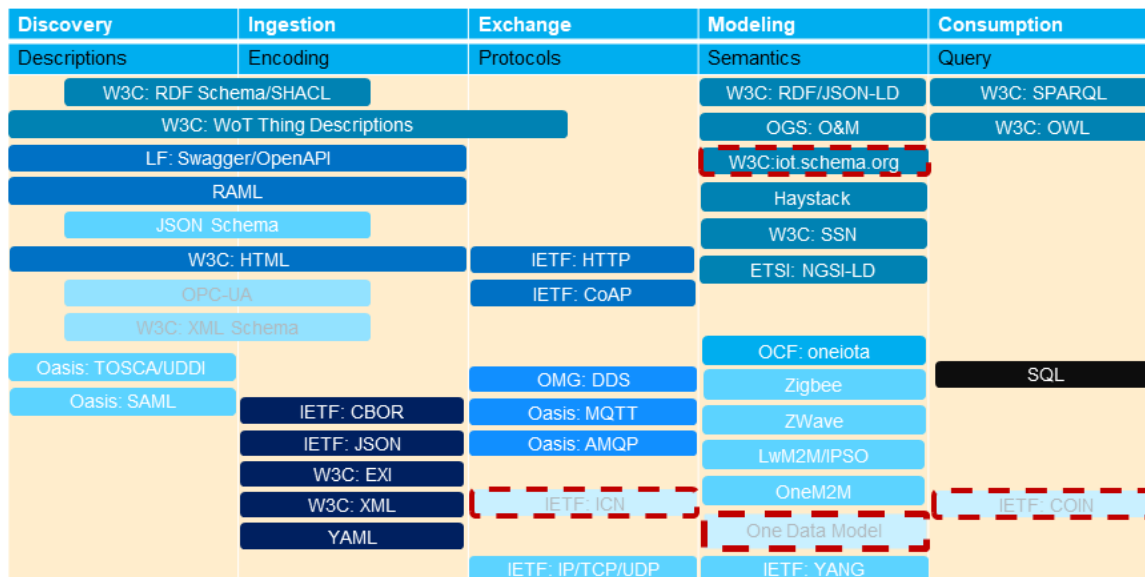 Discovery Ingestion Exchange Modeling Consumption
Descriptions Encoding Protocols Semantics Query
W3C: RDF Schema/SHACL W3C: RDF/JSON-LD W3C: SPARQL
W3C: WoT Thing Descriptions OGS: O&M W3C: OWL
LF: Swagger/OpenAPI W3C:iot.schema.org
RAML Haystack
JSON Schema W3C: SSN
W3C: HTML IETF: HTTP ETSI: NGSI-LD
OPC-UA IETF: CoAP
W3C: XML Schema
OCF: oneiota
Oasis: TOSCA/UDDI OMG: DDS Zigbee SQL
Oasis: SAML IETF: CBOR Oasis: MQTT ZWave
IETF: JSON Oasis: AMQP LwM2M/IPSO
W3C: EXI OneM2M
W3C: XML IETF: ICN IETF: COIN
YAML One Data Model
IETF: IP/TCP/UDP IETF: YANG